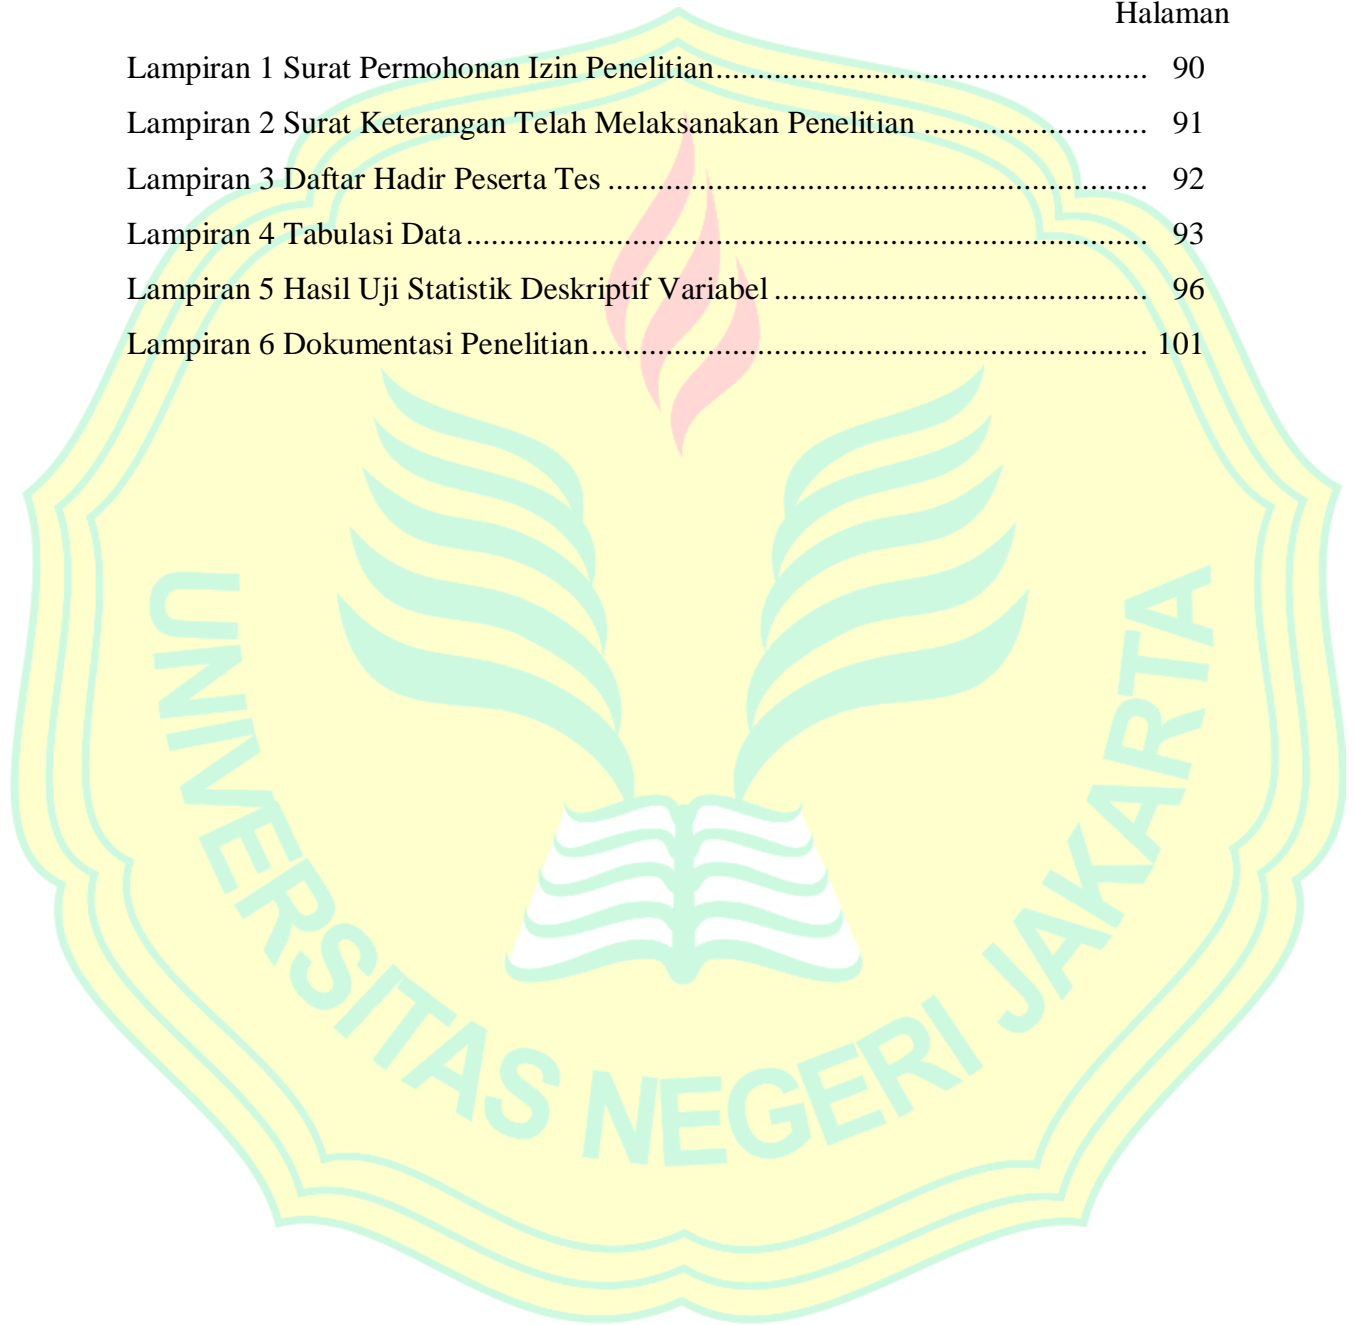 Halaman
Lampiran 1 Surat Permohonan Izin Penelitian..................................................... 90
Lampiran 2 Surat Keterangan Telah Melaksanakan Penelitian ........................... 91
Lampiran 3 Daftar Hadir Peserta Tes .................................................................. 92
Lampiran 4 Tabulasi Data................................................................................... 93
Lampiran 5 Hasil Uji Statistik Deskriptif Variabel ............................................. 96
Lampiran 6 Dokumentasi Penelitian.................................................................... 101
UNIVERSITAS NEGERI JAKARTA